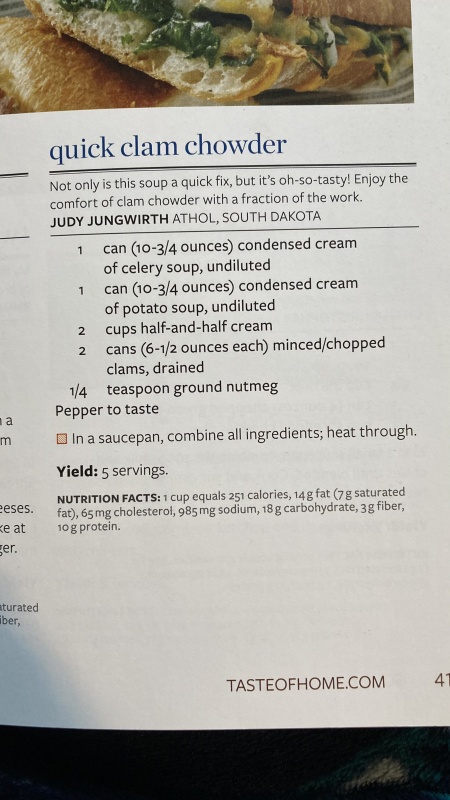 quick clam chowder
Not only is this soup a quick fix, but it's oh-so-tasty! Enjoy the
comfort of clam chowder with a fraction of the work.
JUDY JUNGWIRTH ATHOL, SOUTH DAKOTA
1 can (10-3/4 ounces) condensed cream
of celery soup, undiluted
1 can (10-3/4 ounces) condensed cream
of potato soup, undiluted
2 cups half-and-half cream
2 cans (6-1/2 ounces each) minced/chopped
clams, drained
1/4 teaspoon ground nutmeg
Pepper to taste
In a saucepan, combine all ingredients; heat through.
Yield: 5 servings.
NUTRITION FACTS: 1 cup equals 251 calories, 14 g fat (7 g saturated
fat), 65 mg cholesterol, 985 mg sodium, 18 g carbohydrate, 3 g fiber,
10 g protein.
a
m
eeses.
ke at
ger.
aturated
iber,
TASTEOFHOME.COM 41